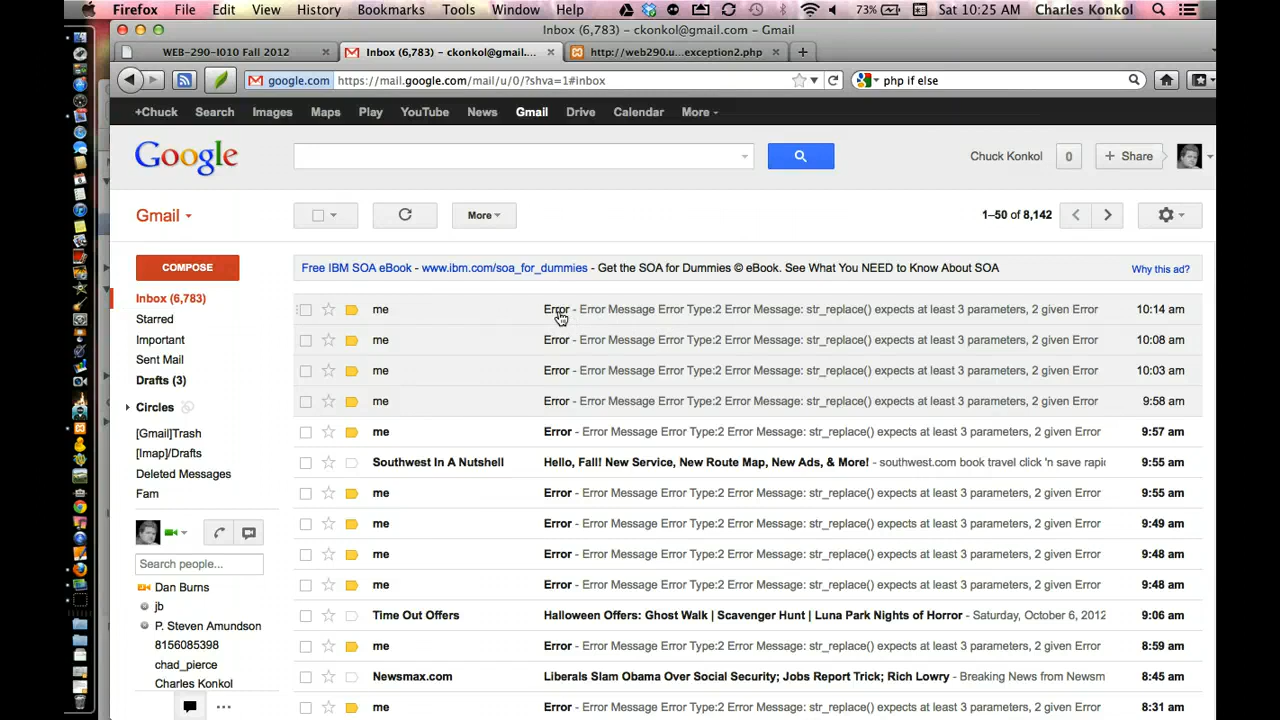 Firefox File Edit View History Bookmarks Tools Window Help 73% Sat 10:25 AM Charles Konkol
Inbox (6,783) - ckonkol@gmail.com - Gmail
WEB-290-I010 Fall 2012 Inbox (6,783) - ckonkol@gmail.com... http://web290.u...exception2.php
google.com https://mail.google.com/mail/u/0/?shva=1#inbox php if else
+Chuck Search Images Maps Play YouTube News Gmail Drive Calendar More
Google Chuck Konkol 0 + Share
Gmail More 1–50 of 8,142
COMPOSE Free IBM SOA eBook - www.ibm.com/soa_for_dummies - Get the SOA for Dummies © eBook. See What You NEED to Know About SOA Why this ad?
Inbox (6,783)
Starred
Important
Sent Mail
Drafts (3)
Circles
[Gmail]Trash
[Imap]/Drafts
Deleted Messages
Fam
Search people...
Dan Burns
jb
P. Steven Amundson
8156085398
chad_pierce
Charles Konkol
me Error - Error Message Error Type:2 Error Message: str_replace() expects at least 3 parameters, 2 given Error 10:14 am
me Error - Error Message Error Type:2 Error Message: str_replace() expects at least 3 parameters, 2 given Error 10:08 am
me Error - Error Message Error Type:2 Error Message: str_replace() expects at least 3 parameters, 2 given Error 10:03 am
me Error - Error Message Error Type:2 Error Message: str_replace() expects at least 3 parameters, 2 given Error 9:58 am
me Error - Error Message Error Type:2 Error Message: str_replace() expects at least 3 parameters, 2 given Error 9:57 am
Southwest In A Nutshell Hello, Fall! New Service, New Route Map, New Ads, & More! - southwest.com book travel click 'n save rapi 9:55 am
me Error - Error Message Error Type:2 Error Message: str_replace() expects at least 3 parameters, 2 given Error 9:55 am
me Error - Error Message Error Type:2 Error Message: str_replace() expects at least 3 parameters, 2 given Error 9:49 am
me Error - Error Message Error Type:2 Error Message: str_replace() expects at least 3 parameters, 2 given Error 9:48 am
me Error - Error Message Error Type:2 Error Message: str_replace() expects at least 3 parameters, 2 given Error 9:48 am
Time Out Offers Halloween Offers: Ghost Walk | Scavenger Hunt | Luna Park Nights of Horror - Saturday, October 6, 2012 9:06 am
me Error - Error Message Error Type:2 Error Message: str_replace() expects at least 3 parameters, 2 given Error 8:59 am
Newsmax.com Liberals Slam Obama Over Social Security, Jobs Report Trick; Rich Lowry - Breaking News from Newsm 8:45 am
me Error - Error Message Error Type:2 Error Message: str_replace() expects at least 3 parameters, 2 given Error 8:31 am